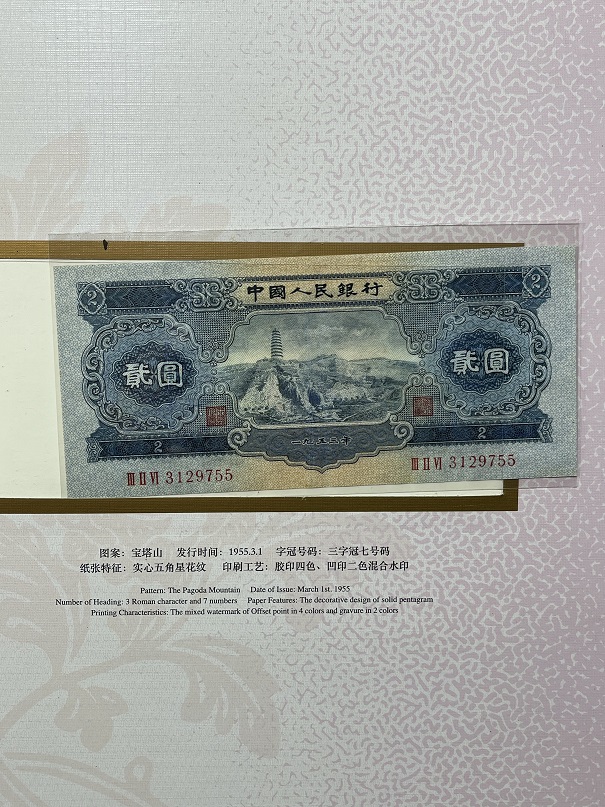 中國人民銀行
2 2
貳圓 貳圓
一九五三年
2 2
III II VI 3129755 III II VI 3129755
图案：宝塔山 发行时间：1955.3.1 字冠号码：三字冠七号码
纸张特征：实心五角星花纹 印刷工艺：胶印四色、凹印二色混合水印
Pattern: The Pagoda Mountain Date of Issue: March 1st. 1955
Number of Heading: 3 Roman character and 7 numbers Paper Features: The decorative design of solid pentagram
Printing Characteristics: The mixed watermark of Offset point in 4 colors and gravure in 2 colors